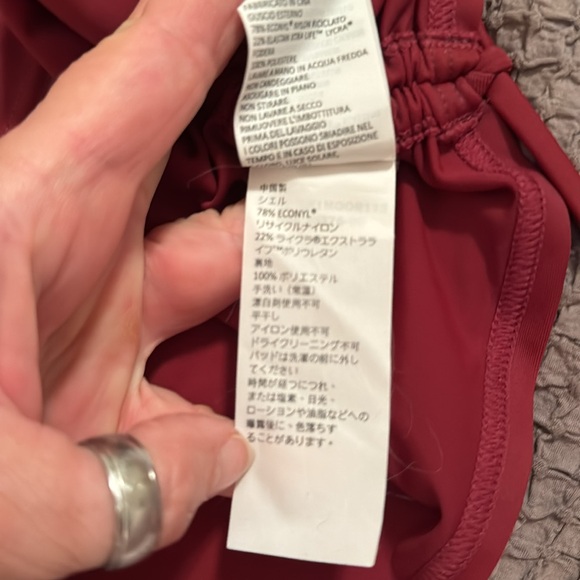 FABBRICATO IN CINA
GUSCIO ESTERNO
78% ECONYL® NYLON RICICLATO
22% ELASTAN XTRA LIFE™ LYCRA®
FODERA
100% POLIESTERE
LAVARE A MANO IN ACQUA FREDDA
NON CANDEGGIARE
ASCIUGARE IN PIANO
NON STIRARE
NON LAVARE A SECCO
RIMUOVERE L'IMBOTTITURA
PRIMA DEL LAVAGGIO
I COLORI POSSONO SBIADIRE NEL
TEMPO E IN CASO DI ESPOSIZIONE
LUCE SOLARE,
中国製
シェル
78% ECONYL®
リサイクルナイロン
22% ライクラ®エクストララ
イフ™ポリウレタン
裏地
100% ポリエステル
手洗い（常温）
漂白剤使用不可
平干し
アイロン使用不可
ドライクリーニング不可
パッドは洗濯の前に外し
てください
時間が経つにつれ、
または塩素、日光、
ローションや油脂などへの
曝露後に、色落ちす
ることがあります。